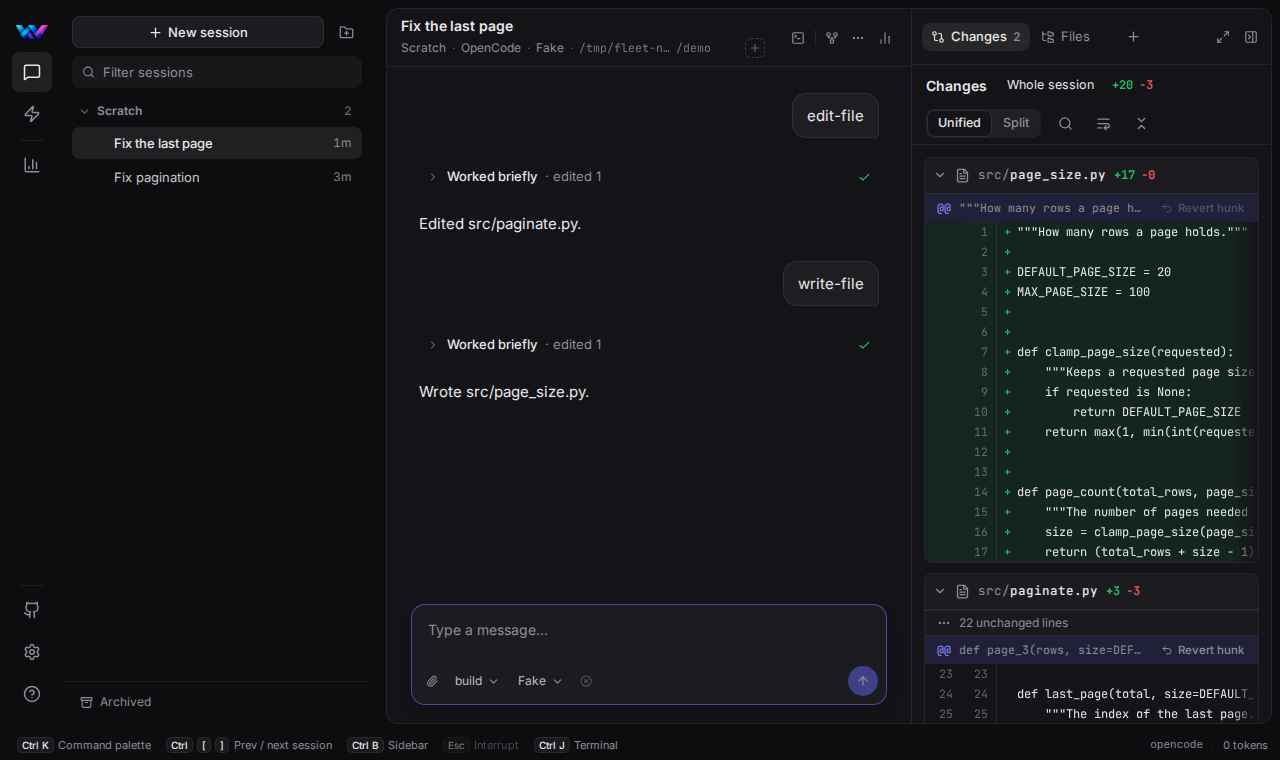 New session
Filter sessions
Scratch 2
Fix the last page 1m
Fix pagination 3m
Archived
Fix the last page
Scratch · OpenCode · Fake · /tmp/fleet-n… /demo
edit-file
Worked briefly · edited 1
Edited src/paginate.py.
write-file
Worked briefly · edited 1
Wrote src/page_size.py.
Type a message...
build Fake
Changes 2 Files
Changes Whole session +20 -3
Unified Split
src/page_size.py +17 -0
@@ """How many rows a page h… Revert hunk
1 + """How many rows a page holds."""
2 +
3 + DEFAULT_PAGE_SIZE = 20
4 + MAX_PAGE_SIZE = 100
5 +
6 +
7 + def clamp_page_size(requested):
8 + """Keeps a requested page size
9 + if requested is None:
10 + return DEFAULT_PAGE_SIZE
11 + return max(1, min(int(requeste
12 +
13 +
14 + def page_count(total_rows, page_si
15 + """The number of pages needed
16 + size = clamp_page_size(page_si
17 + return (total_rows + size - 1)
src/paginate.py +3 -3
22 unchanged lines
@@ def page_3(rows, size=DEF… Revert hunk
23 23
24 24 def last_page(total, size=DEFAULT_
25 25 """The index of the last page.
Ctrl K Command palette Ctrl [ ] Prev / next session Ctrl B Sidebar Esc Interrupt Ctrl J Terminal opencode 0 tokens